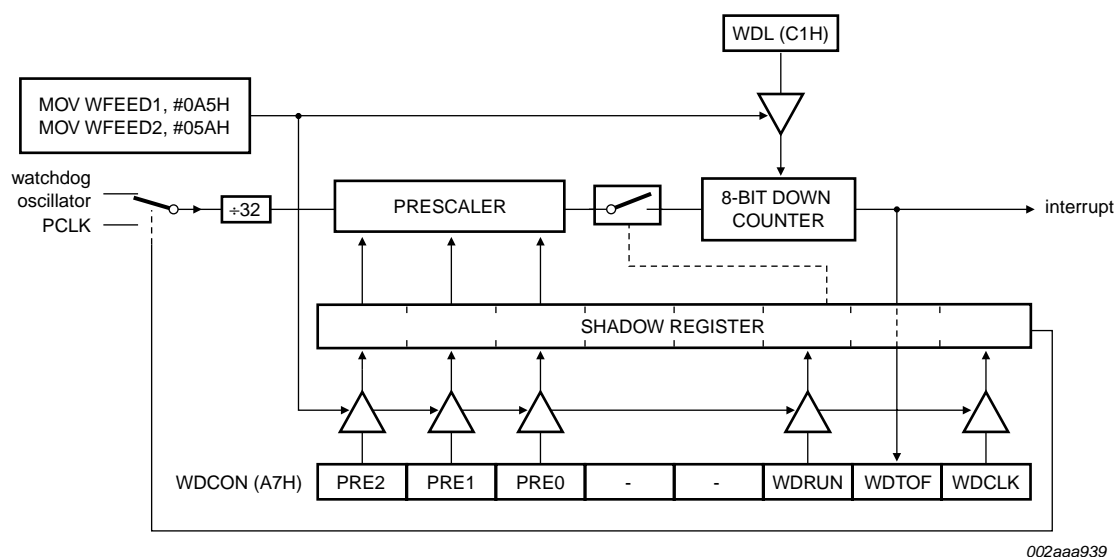 WDL (C1H)
MOV WFEED1, #0A5H
MOV WFEED2, #05AH
watchdog
oscillator
PCLK
÷32
PRESCALER
8-BIT DOWN
COUNTER
interrupt
SHADOW REGISTER
WDCON (A7H)
PRE2
PRE1
PRE0
-
-
WDRUN
WDTOF
WDCLK
002aaa939